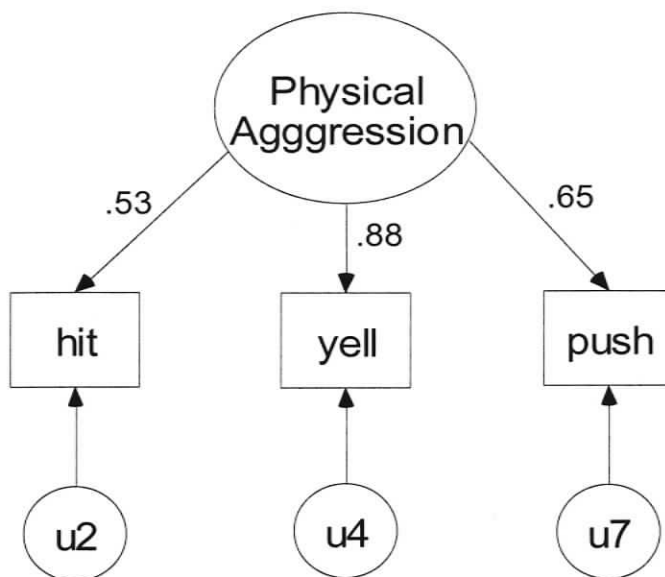 Physical
Agggression
.53
.88
.65
hit
yell
push
u2
u4
u7